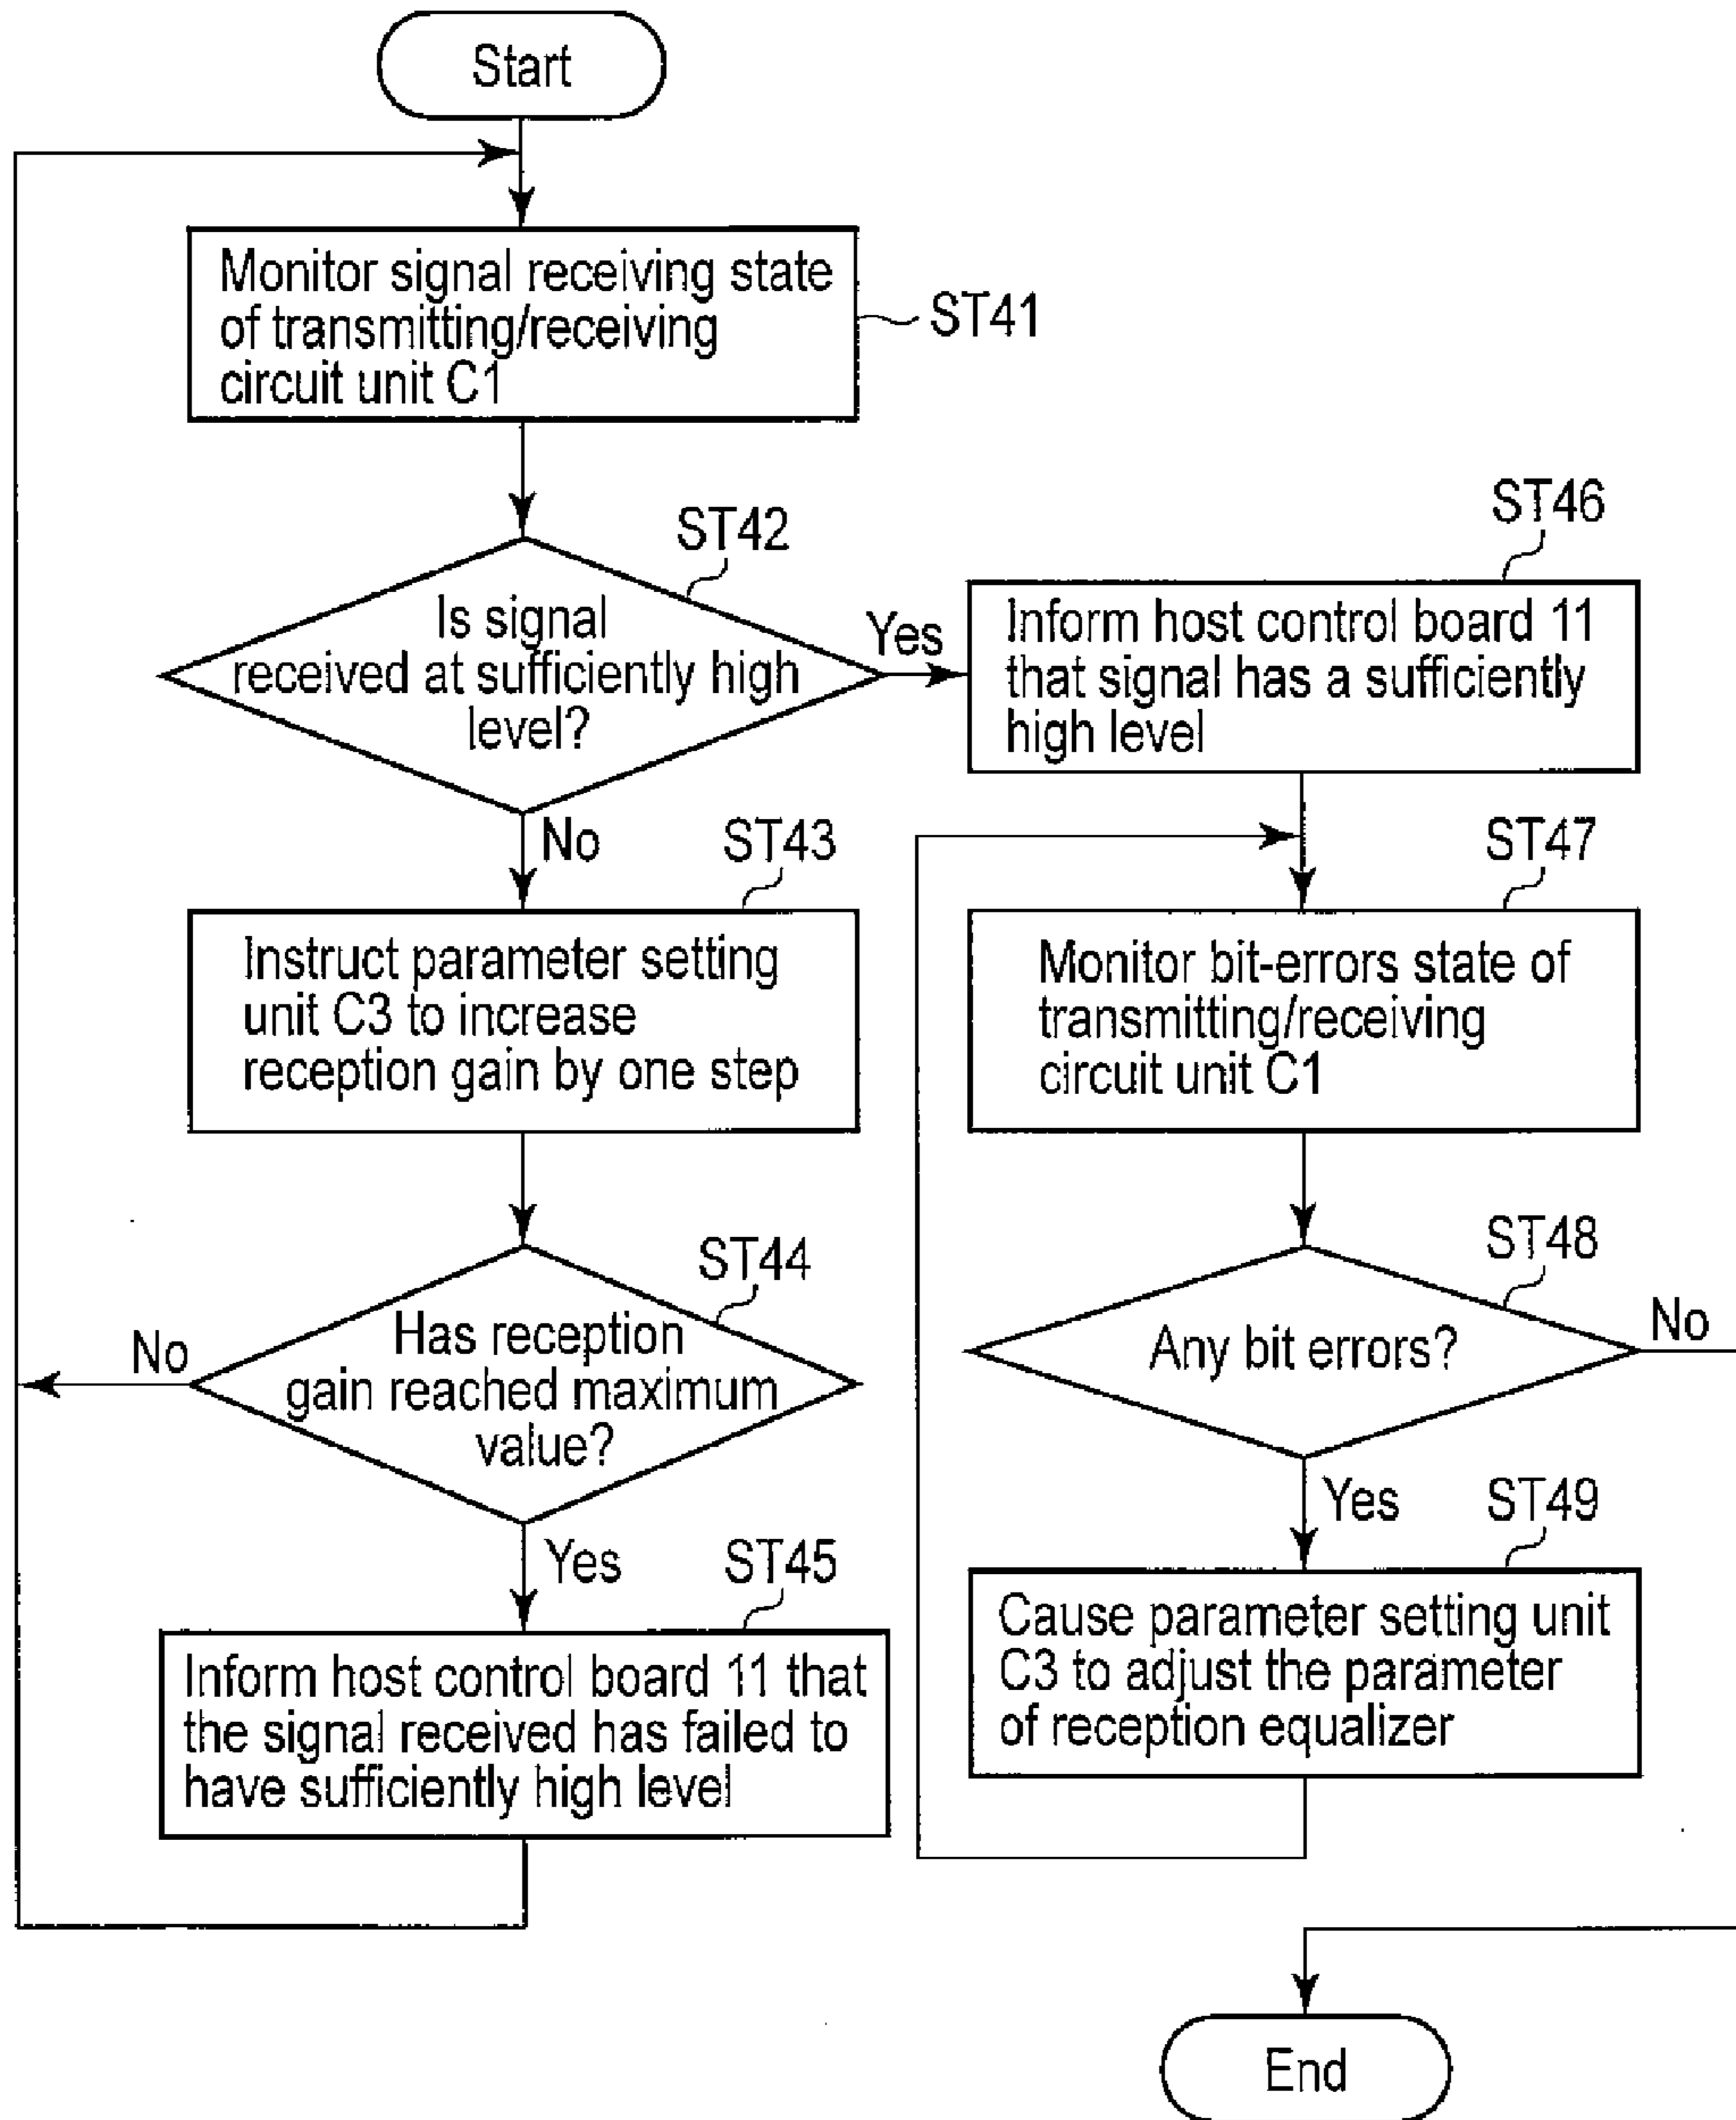 Start
Monitor signal receiving state
of transmitting/receiving
circuit unit C1
ST41
ST42
Is signal
received at sufficiently high
level?
Yes
No
ST43
Instruct parameter setting
unit C3 to increase
reception gain by one step
ST44
Has reception
gain reached maximum
value?
No
Yes
ST45
Inform host control board 11 that
the signal received has failed to
have sufficiently high level
ST46
Inform host control board 11
that signal has a sufficiently
high level
ST47
Monitor bit-errors state of
transmitting/receiving
circuit unit C1
ST48
Any bit errors?
No
Yes
ST49
Cause parameter setting unit
C3 to adjust the parameter
of reception equalizer
End